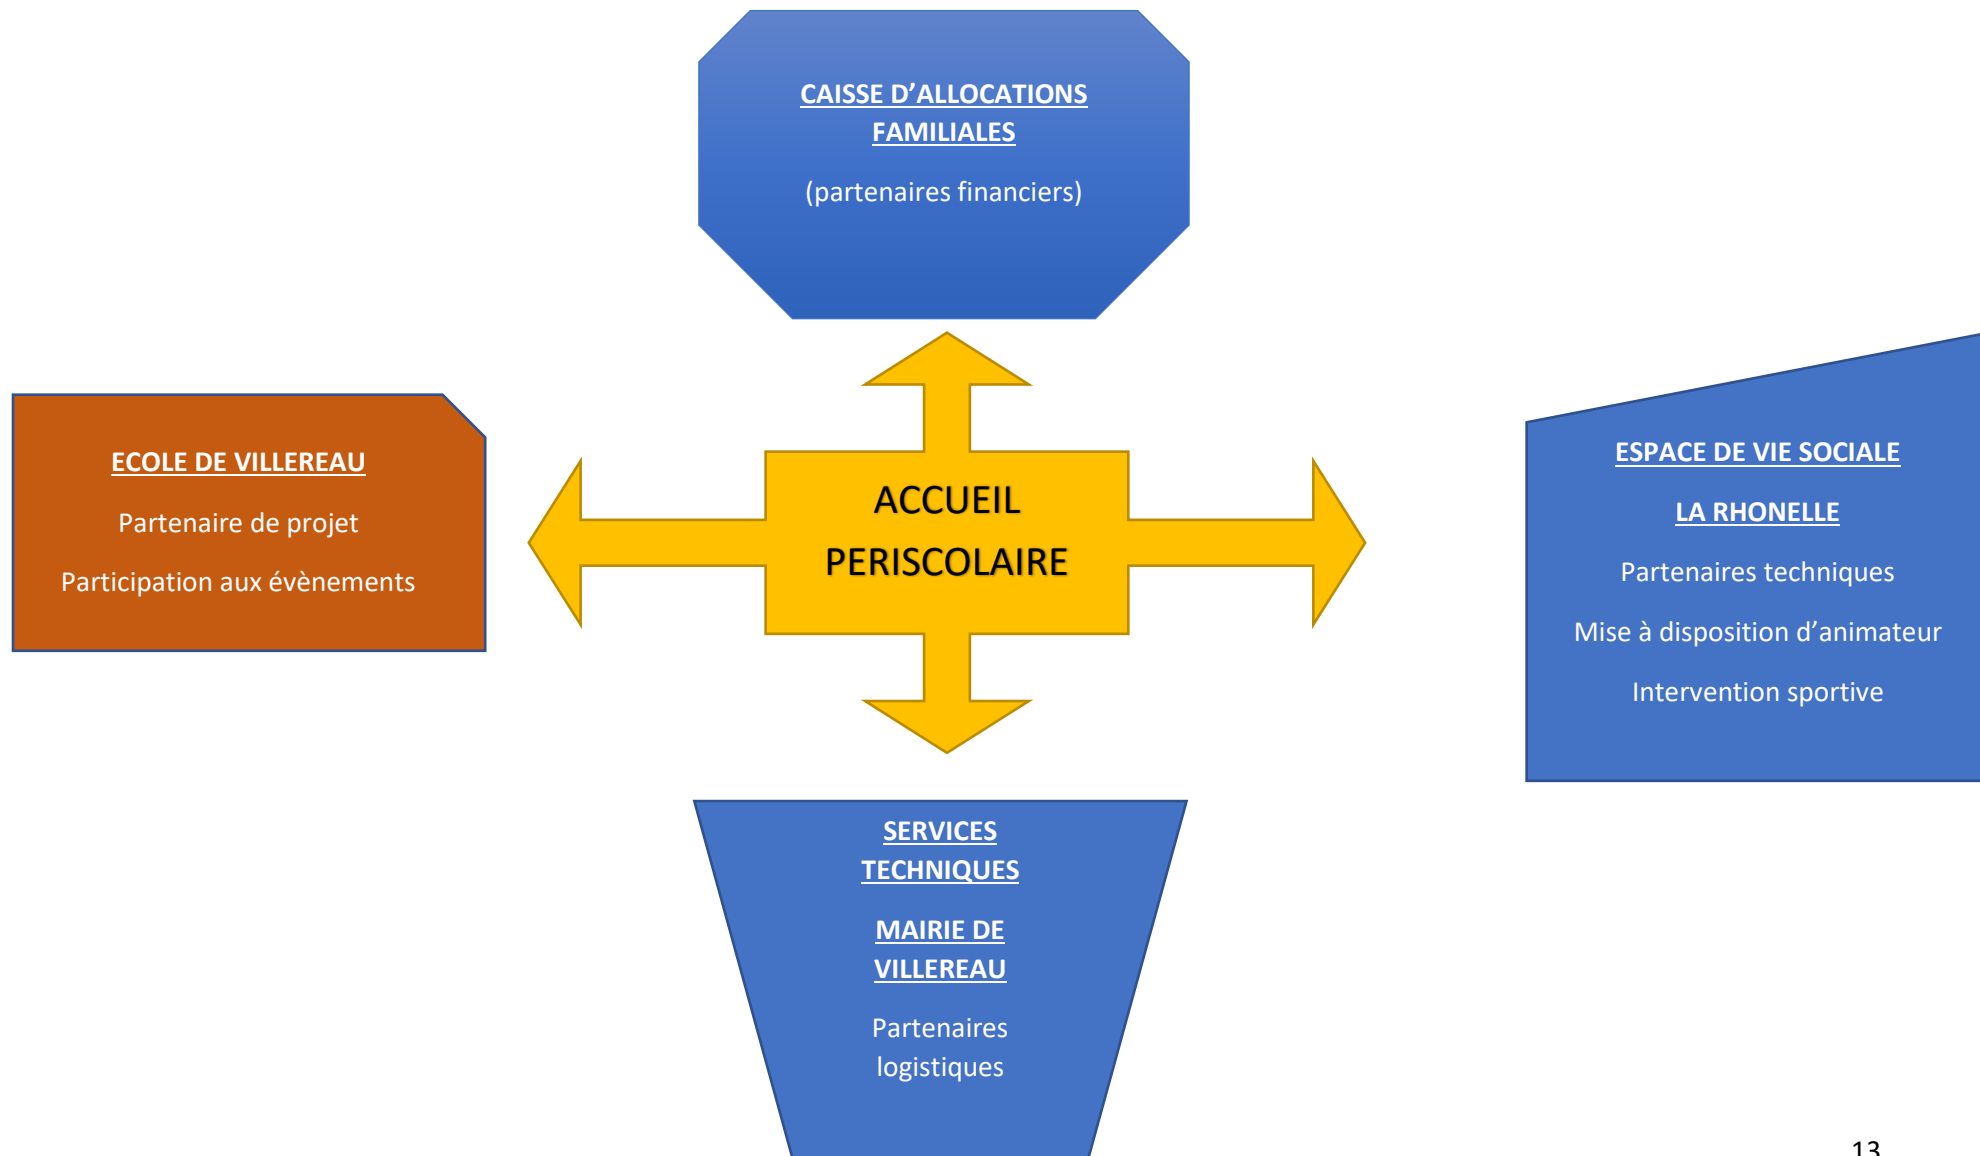 CAISSE D’ALLOCATIONS
FAMILIALES
(partenaires financiers)
ECOLE DE VILLEREAU
Partenaire de projet
Participation aux évènements
ACCUEIL
PERISCOLAIRE
ESPACE DE VIE SOCIALE
LA RHONELLE
Partenaires techniques
Mise à disposition d’animateur
Intervention sportive
SERVICES
TECHNIQUES
MAIRIE DE
VILLEREAU
Partenaires
logistiques
13